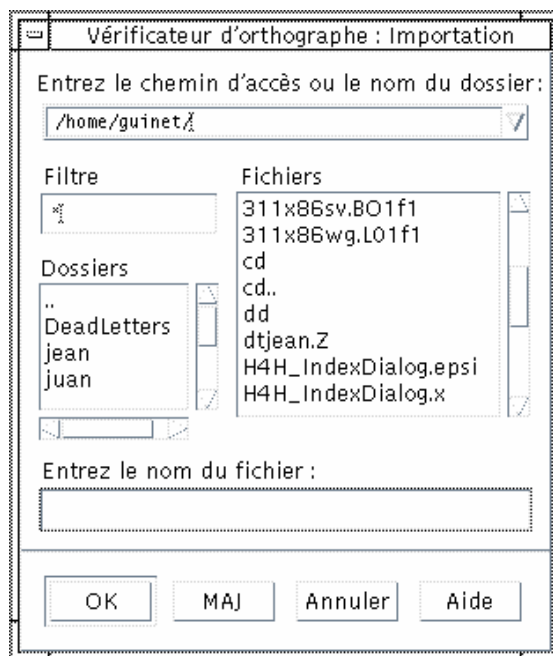 Vérificateur d'orthographe : Importation
Entrez le chemin d'accès ou le nom du dossier:
/home/guinet/
Filtre
*
Dossiers
..
DeadLetters
jean
juan
Fichiers
311x86sv.BO1f1
311x86wg.L01f1
cd
cd..
dd
dtjean.Z
H4H_IndexDialog.epsi
H4H_IndexDialog.x
Entrez le nom du fichier :
OK
MAJ
Annuler
Aide